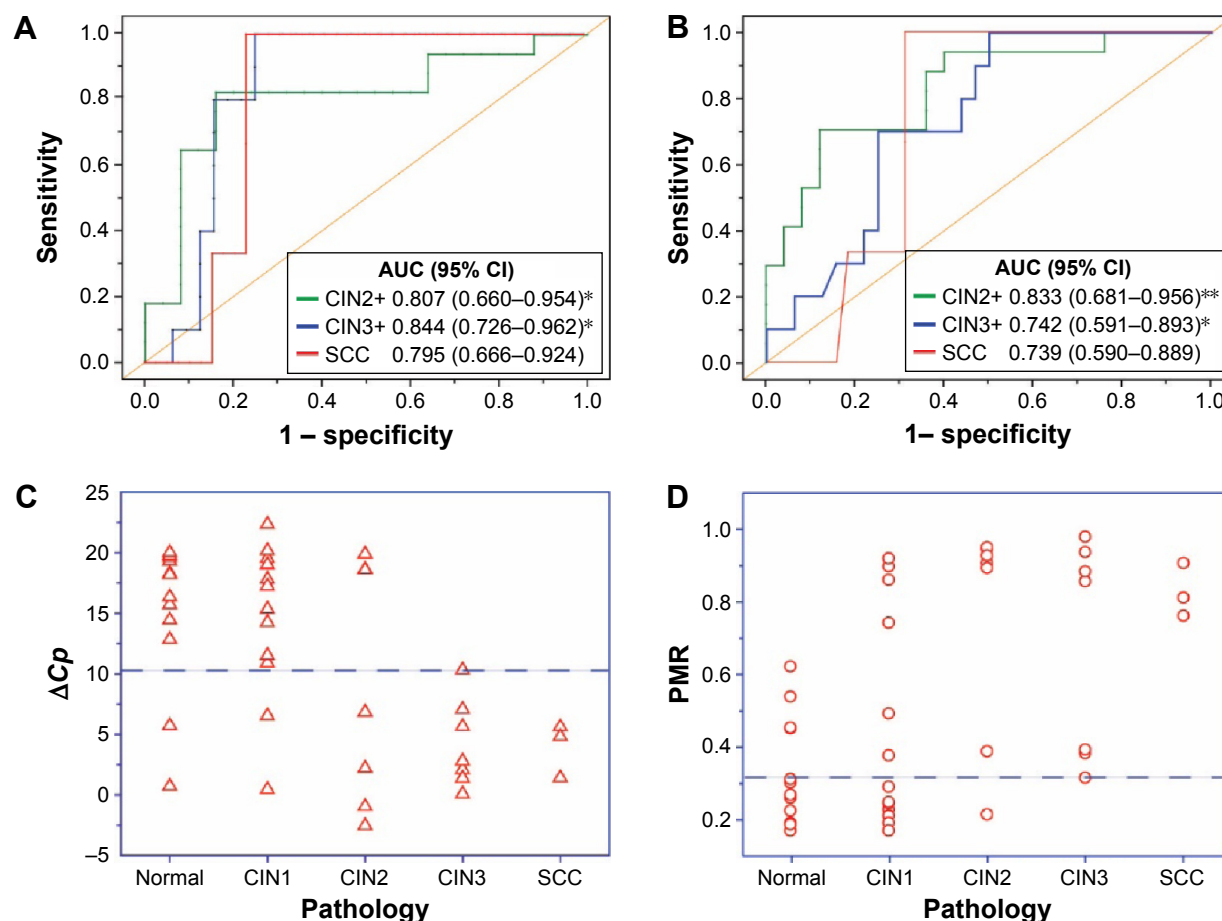 A
Sensitivity
1.0
0.8
0.6
0.4
0.2
0.0
AUC (95% CI)
CIN2+ 0.807 (0.660–0.954)*
CIN3+ 0.844 (0.726–0.962)*
SCC 0.795 (0.666–0.924)
0.0 0.2 0.4 0.6 0.8 1.0
1 – specificity
B
Sensitivity
1.0
0.8
0.6
0.4
0.2
0.0
AUC (95% CI)
CIN2+ 0.833 (0.681–0.956)**
CIN3+ 0.742 (0.591–0.893)*
SCC 0.739 (0.590–0.889)
0.0 0.2 0.4 0.6 0.8 1.0
1– specificity
C
ΔCp
25
20
15
10
5
0
–5
Normal CIN1 CIN2 CIN3 SCC
Pathology
D
PMR
1.0
0.8
0.6
0.4
0.2
Normal CIN1 CIN2 CIN3 SCC
Pathology